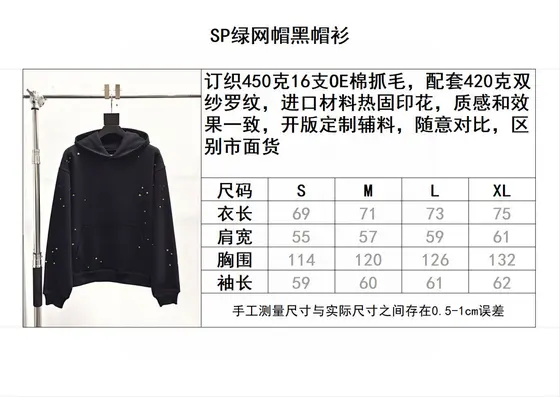 SP绿网帽黑帽衫
订织450克16支OE棉抓毛，配套420克双
纱罗纹，进口材料热固印花，质感和效
果一致，开版定制辅料，随意对比，区
别市面货
尺码 S M L XL
衣长 69 71 73 75
肩宽 55 57 59 61
胸围 114 120 126 132
袖长 59 60 61 62
手工测量尺寸与实际尺寸之间存在0.5-1cm误差